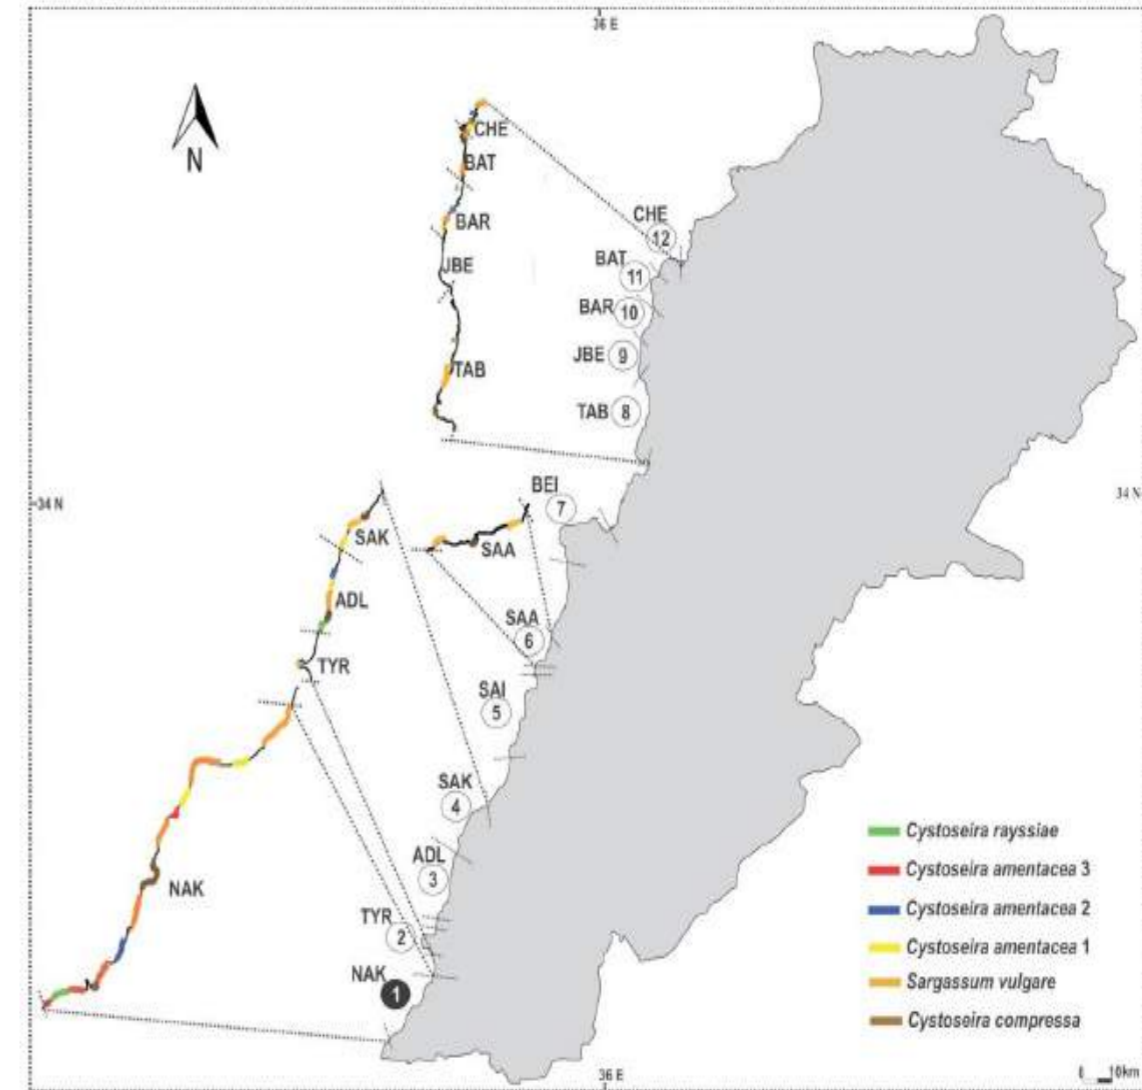 36 E
N
CHE
BAT
BAR
JBE
TAB
CHE
12
BAT
11
BAR 10
JBE 9
TAB 8
34 N
34 N
BEI
7
SAK
SAA
ADL
SAA
6
TYR
SAI
5
SAK
4
ADL
3
TYR
2
NAK
NAK
1
Cystoseira rayssiae
Cystoseira amentacea 3
Cystoseira amentacea 2
Cystoseira amentacea 1
Sargassum vulgare
Cystoseira compressa
36 E
10km